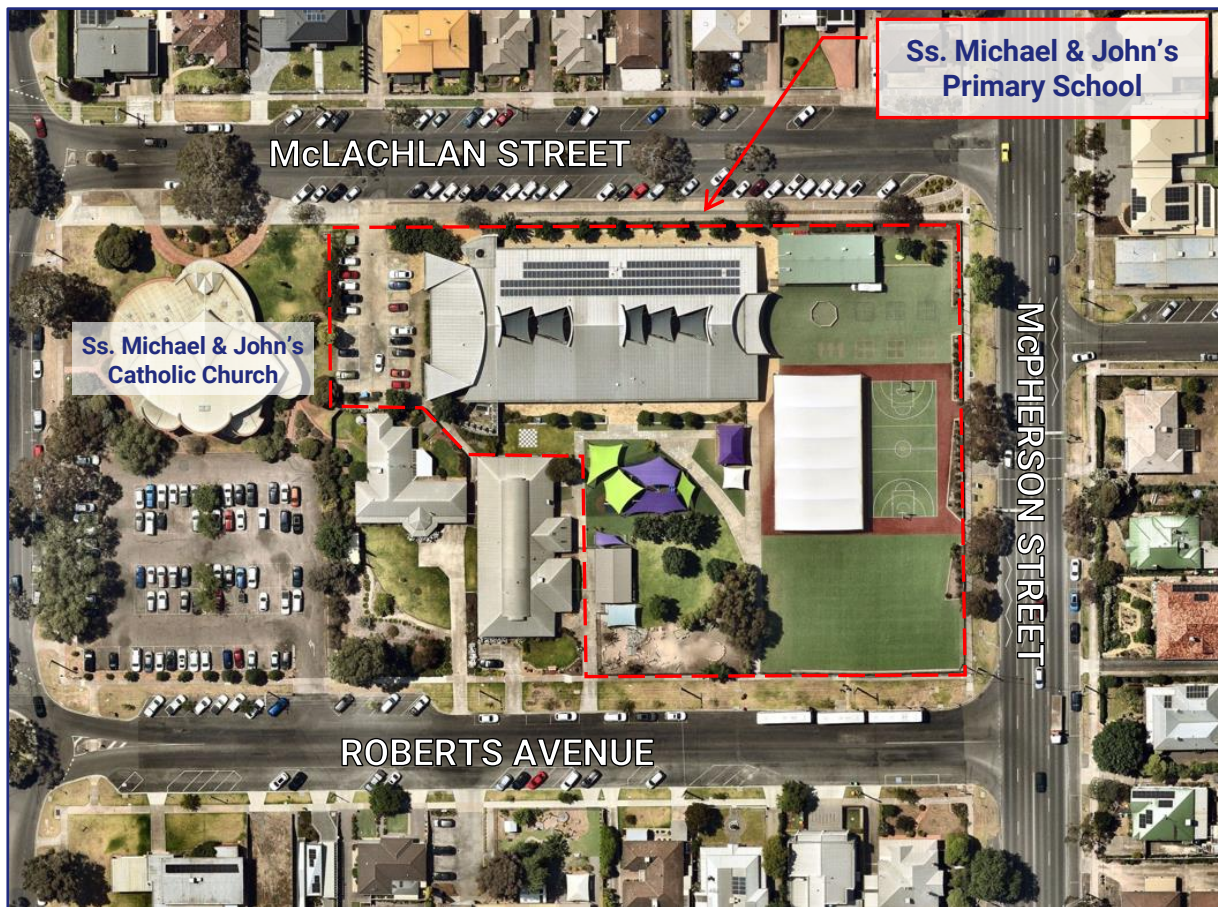 Ss. Michael & John's
Primary School
McLACHLAN STREET
Ss. Michael & John's
Catholic Church
McPHERSON STREET
ROBERTS AVENUE